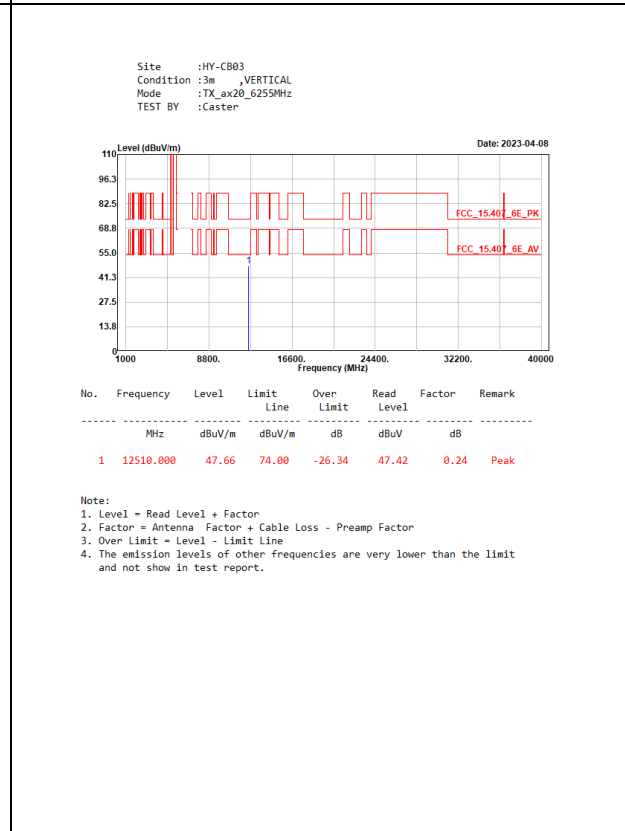 Site :HY-CB03
Condition :3m ,VERTICAL
Mode :TX_ax20_6255MHz
TEST BY :Caster
Level (dBuV/m) Date: 2023-04-08
110
96.3
82.5
FCC_15.407_6E_PK
68.8
FCC_15.407_6E_AV
55.0
1
41.3
27.5
13.8
0
1000 8800. 16600. 24400. 32200. 40000
Frequency (MHz)
No. Frequency Level Limit Over Read Factor Remark
Line Limit Level
------ ----------- -------- --------- --------- --------- -------- ---------
MHz dBuV/m dBuV/m dB dBuV dB
1 12510.000 47.66 74.00 -26.34 47.42 0.24 Peak
Note:
1. Level = Read Level + Factor
2. Factor = Antenna Factor + Cable Loss - Preamp Factor
3. Over Limit = Level - Limit Line
4. The emission levels of other frequencies are very lower than the limit
and not show in test report.